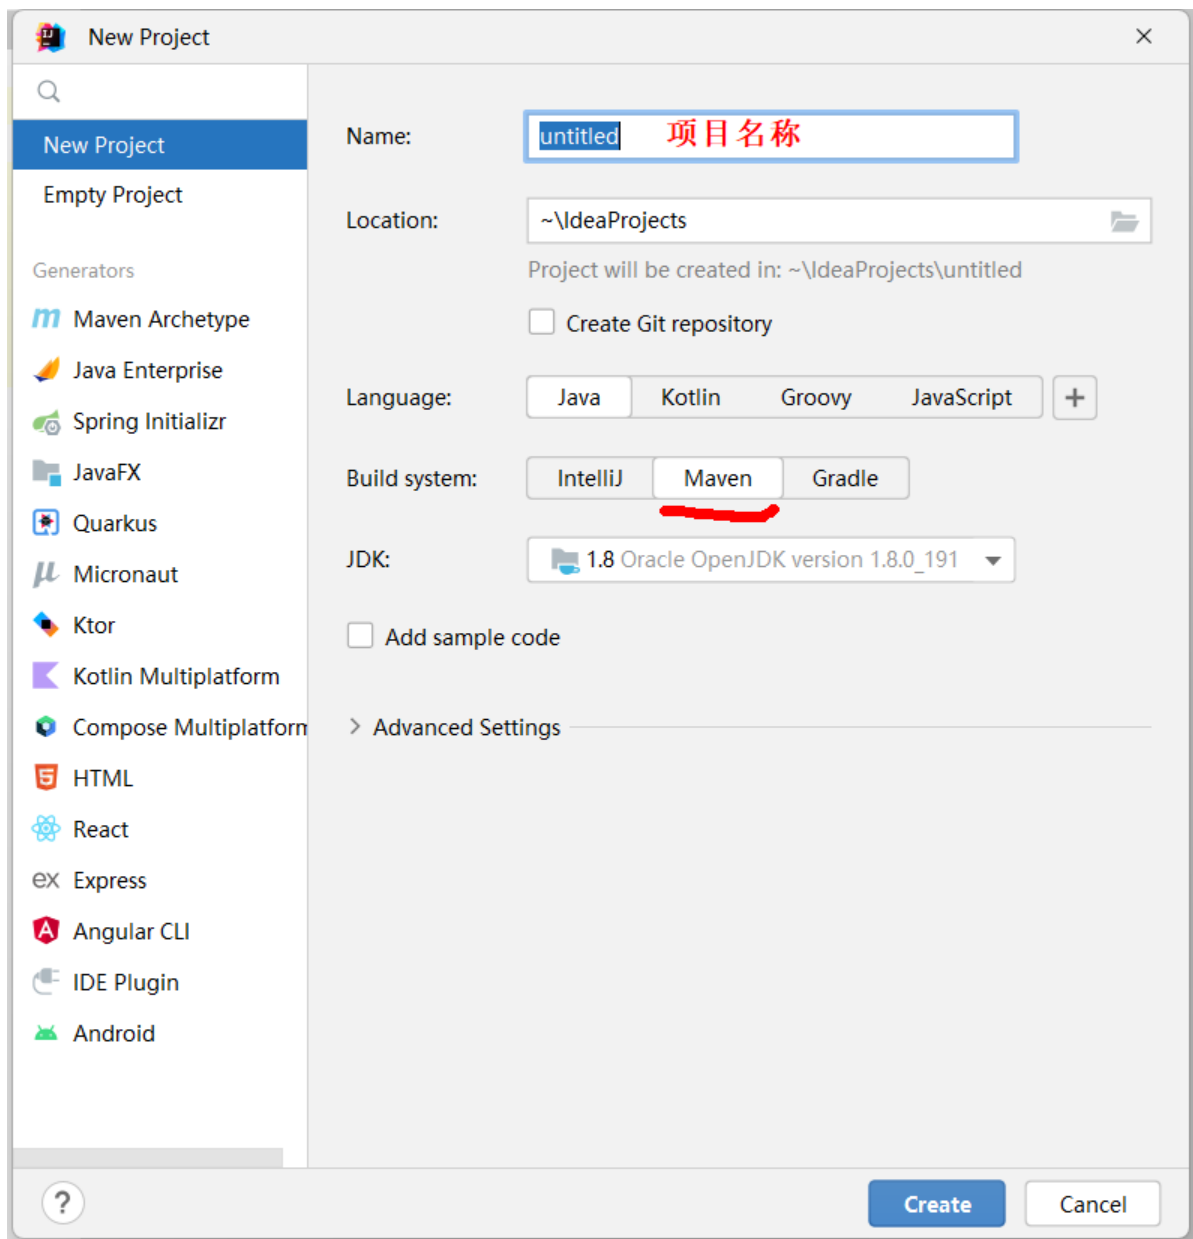 New Project
New Project
Empty Project
Generators
Maven Archetype
Java Enterprise
Spring Initializr
JavaFX
Quarkus
Micronaut
Ktor
Kotlin Multiplatform
Compose Multiplatform
HTML
React
ex Express
Angular CLI
IDE Plugin
Android
Name: untitled 项目名称
Location: ~\IdeaProjects
Project will be created in: ~\IdeaProjects\untitled
Create Git repository
Language: Java Kotlin Groovy JavaScript +
Build system: IntelliJ Maven Gradle
JDK: 1.8 Oracle OpenJDK version 1.8.0_191
Add sample code
Advanced Settings
? Create Cancel